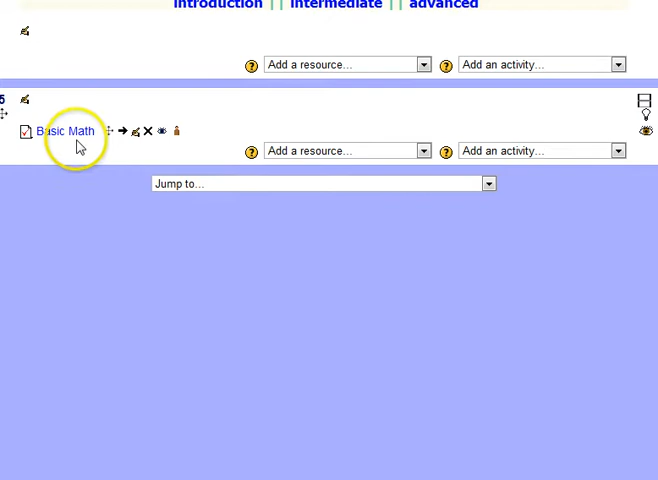 introduction || intermediate || advanced
? Add a resource... ? Add an activity...
5
Basic Math
? Add a resource... ? Add an activity...
Jump to...